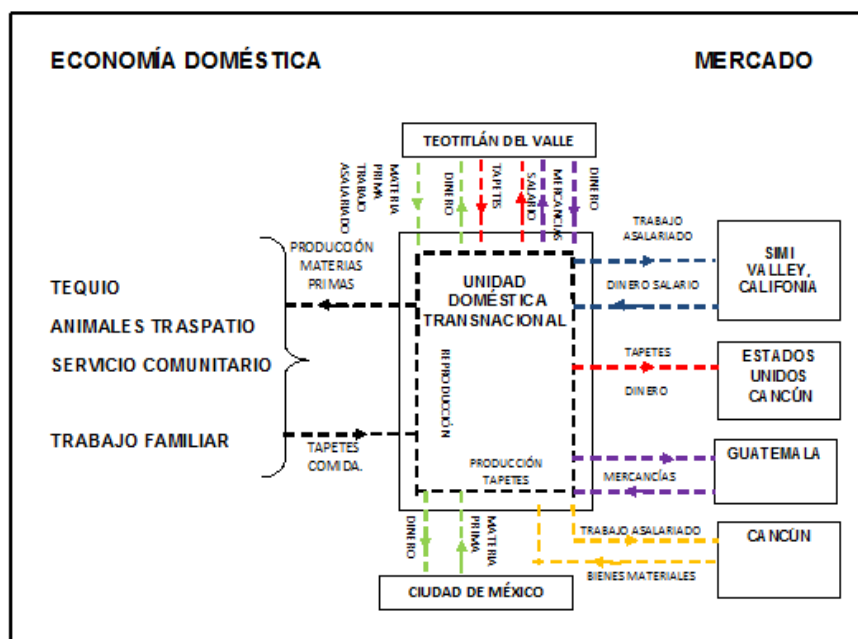 ECONOMÍA DOMÉSTICA
MERCADO
TEOTITLÁN DEL VALLE
MATERIA
PRIMA
TRABAJO
ASALARIADO
DINERO
TAPETES
SALARIO
MERCANCÍAS
DINERO
PRODUCCIÓN
MATERIAS
PRIMAS
TEQUIO
ANIMALES TRASPATIO
SERVICIO COMUNITARIO
TRABAJO FAMILIAR
TAPETES
COMIDA.
UNIDAD
DOMÉSTICA
TRANSNACIONAL
REPRODUCCIÓN
PRODUCCIÓN
TAPETES
TRABAJO
ASALARIADO
DINERO SALARIO
SIMI
VALLEY,
CALIFONIA
TAPETES
DINERO
ESTADOS
UNIDOS
CANCÚN
MERCANCÍAS
GUATEMALA
TRABAJO ASALARIADO
BIENES MATERIALES
CANCÚN
DINERO
MATERIA
PRIMA
CIUDAD DE MÉXICO